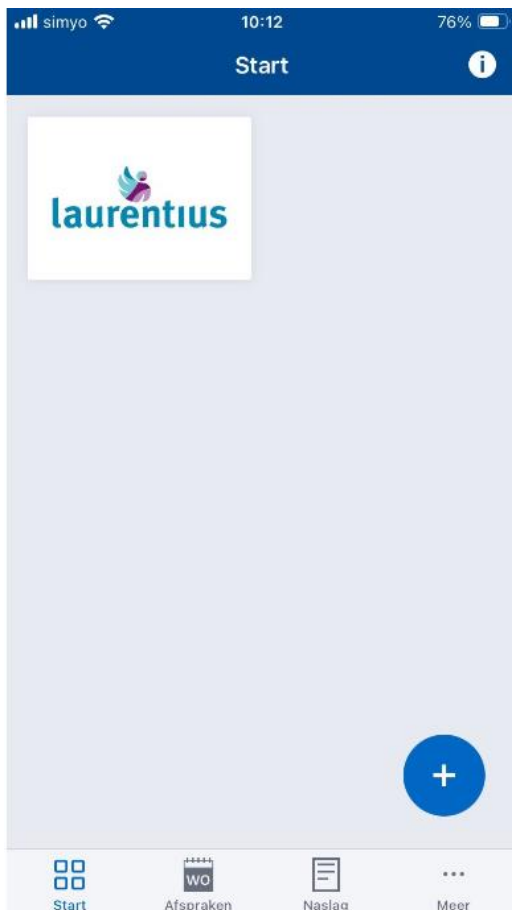 simyo 10:12 76%
Start
laurentius
Start Afspraken Naslag Meer
wo